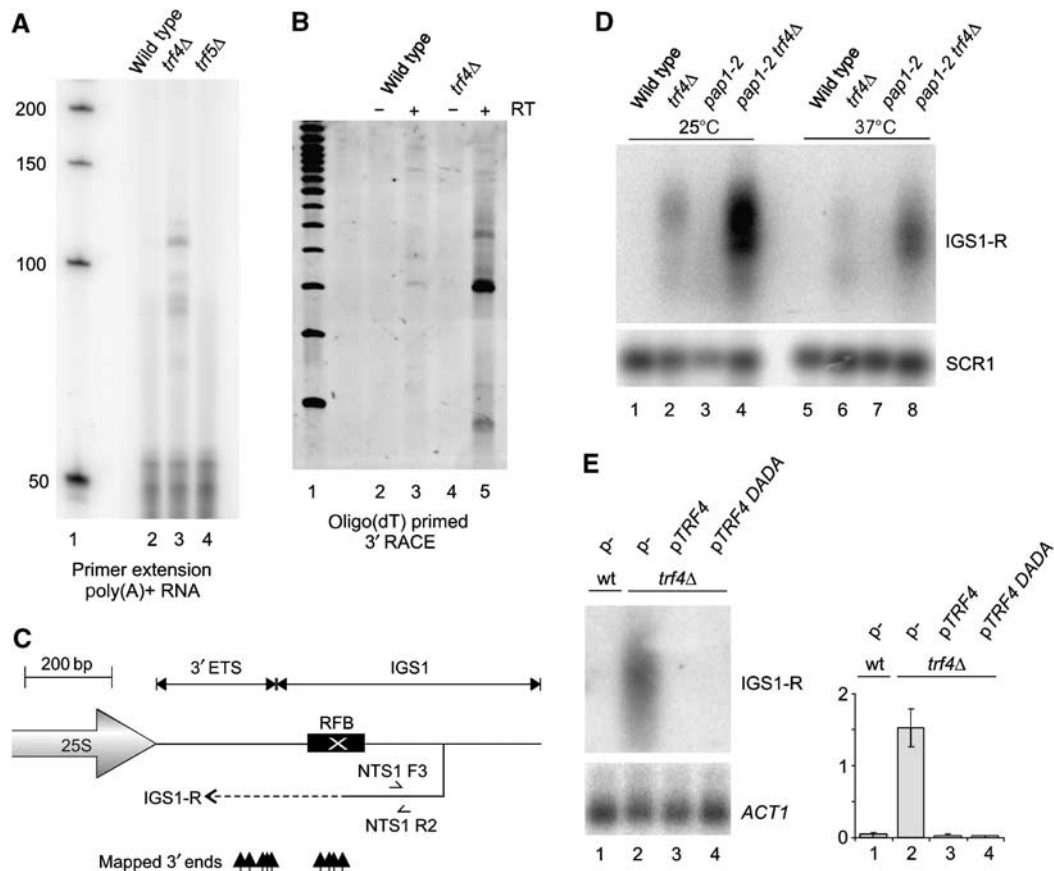 A
Wild type
trf4Δ
trf5Δ
200
150
100
50
1 2 3 4
Primer extension
poly(A)+ RNA
B
Wild type
trf4Δ
− + − + RT
1 2 3 4 5
Oligo(dT) primed
3′ RACE
C
200 bp
3′ ETS
IGS1
RFB
25S
NTS1 F3
IGS1-R
NTS1 R2
Mapped 3′ ends
D
Wild type
trf4Δ
pap1-2
pap1-2 trf4Δ
Wild type
trf4Δ
pap1-2
pap1-2 trf4Δ
25°C 37°C
IGS1-R
SCR1
1 2 3 4 5 6 7 8
E
p-
p-
pTRF4
pTRF4 DADA
wt trf4Δ
IGS1-R
ACT1
1 2 3 4
p-
p-
pTRF4
pTRF4 DADA
wt trf4Δ
2
1
0
1 2 3 4